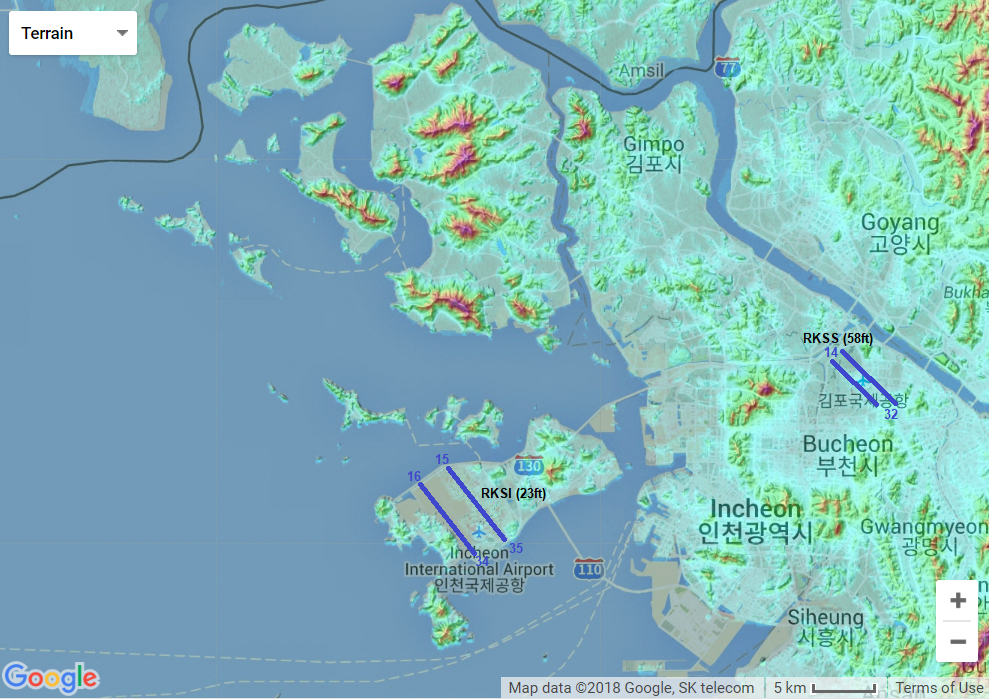 Terrain
Amsil
77
Gimpo
김포시
Goyang
고양시
RKSS (58ft)
14
김포국제공항
32
Bucheon
부천시
15
16
130
RKSI (23ft)
Incheon
인천광역시
Gwangmyeon
광명시
35
34
Incheon
International Airport
인천국제공항
110
+
Siheung
시흥시
−
Google
Map data ©2018 Google, SK telecom
5 km
Terms of Use